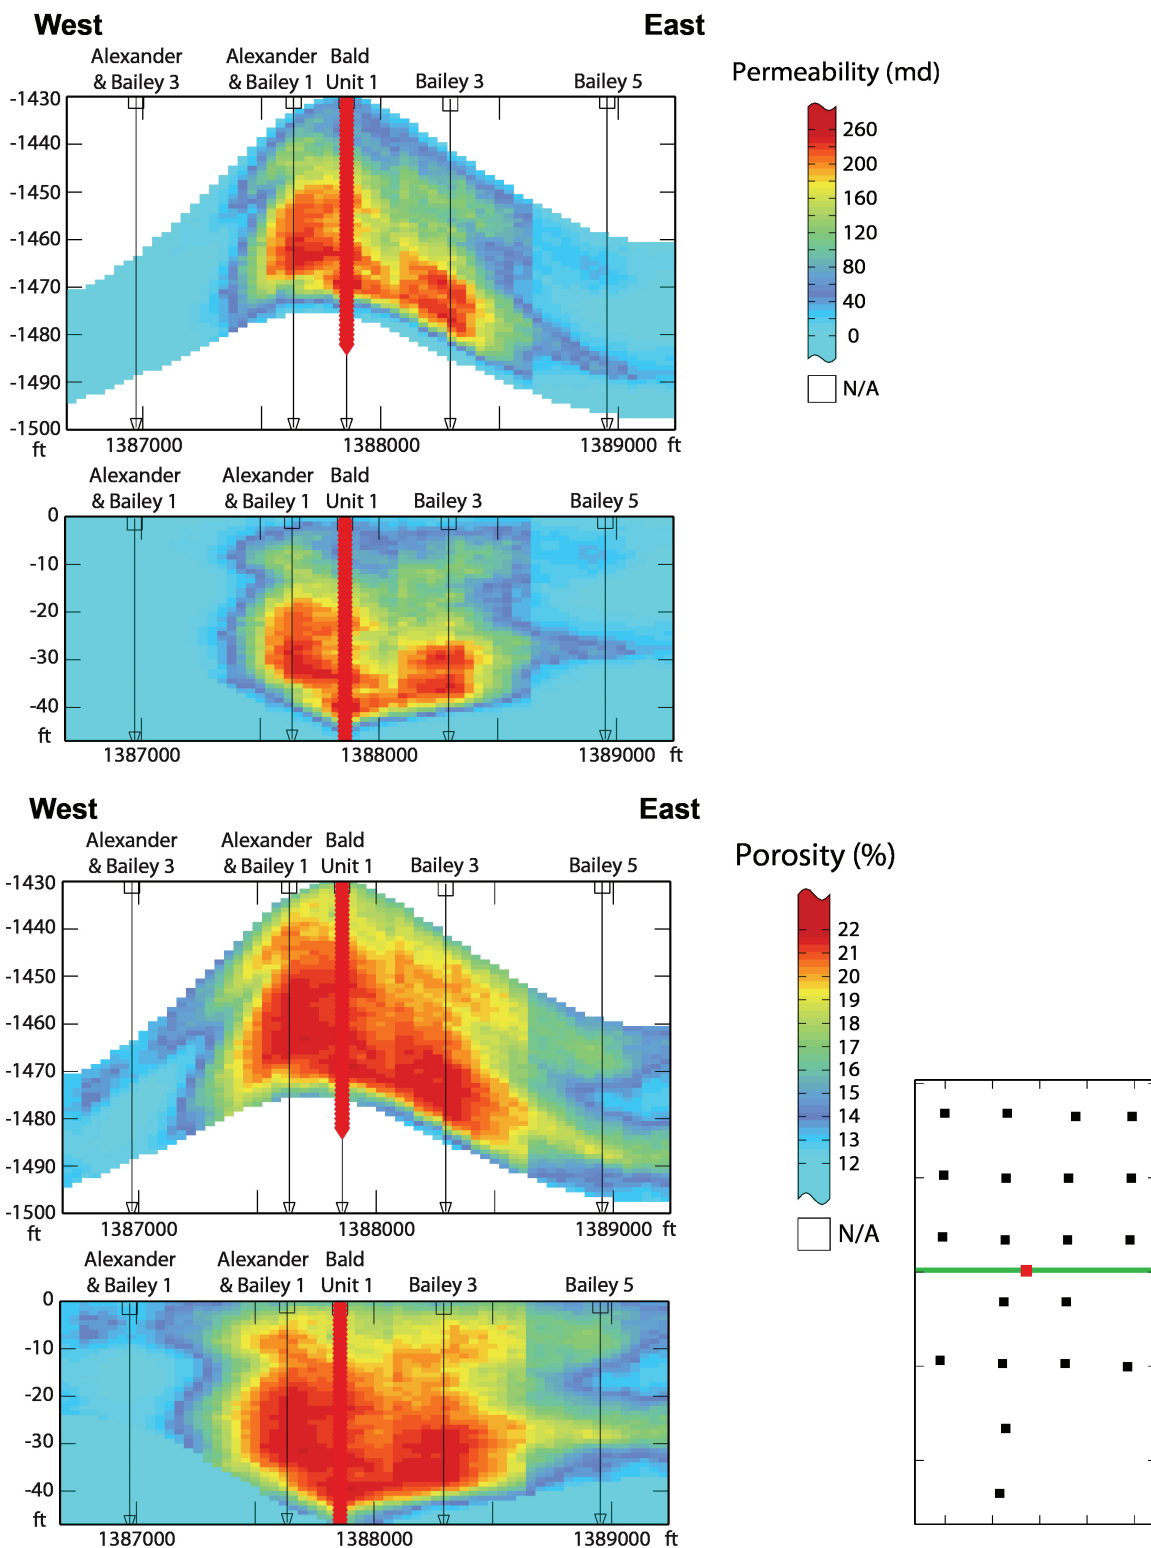 West East
Alexander Alexander Bald
& Bailey 3 & Bailey 1 Unit 1 Bailey 3 Bailey 5
Permeability (md)
-1430
-1440
-1450
-1460
-1470
-1480
-1490
-1500
ft
1387000 1388000 1389000 ft
260
200
160
120
80
40
0
N/A
Alexander Alexander Bald
& Bailey 1 & Bailey 1 Unit 1 Bailey 3 Bailey 5
0
-10
-20
-30
-40
ft
1387000 1388000 1389000 ft
West East
Alexander Alexander Bald
& Bailey 3 & Bailey 1 Unit 1 Bailey 3 Bailey 5
Porosity (%)
-1430
-1440
-1450
-1460
-1470
-1480
-1490
-1500
ft
1387000 1388000 1389000 ft
22
21
20
19
18
17
16
15
14
13
12
N/A
Alexander Alexander Bald
& Bailey 1 & Bailey 1 Unit 1 Bailey 3 Bailey 5
0
-10
-20
-30
-40
ft
1387000 1388000 1389000 ft